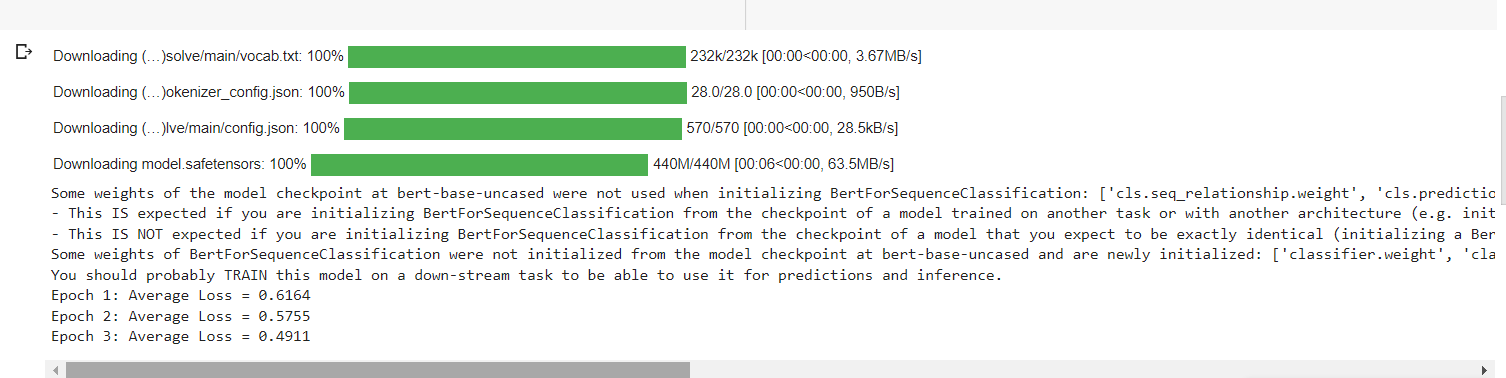 Downloading (…)solve/main/vocab.txt: 100% 232k/232k [00:00<00:00, 3.67MB/s]
Downloading (…)okenizer_config.json: 100% 28.0/28.0 [00:00<00:00, 950B/s]
Downloading (…)lve/main/config.json: 100% 570/570 [00:00<00:00, 28.5kB/s]
Downloading model.safetensors: 100% 440M/440M [00:06<00:00, 63.5MB/s]
Some weights of the model checkpoint at bert-base-uncased were not used when initializing BertForSequenceClassification: ['cls.seq_relationship.weight', 'cls.predictio
- This IS expected if you are initializing BertForSequenceClassification from the checkpoint of a model trained on another task or with another architecture (e.g. init
- This IS NOT expected if you are initializing BertForSequenceClassification from the checkpoint of a model that you expect to be exactly identical (initializing a Ber
Some weights of BertForSequenceClassification were not initialized from the model checkpoint at bert-base-uncased and are newly initialized: ['classifier.weight', 'cla
You should probably TRAIN this model on a down-stream task to be able to use it for predictions and inference.
Epoch 1: Average Loss = 0.6164
Epoch 2: Average Loss = 0.5755
Epoch 3: Average Loss = 0.4911